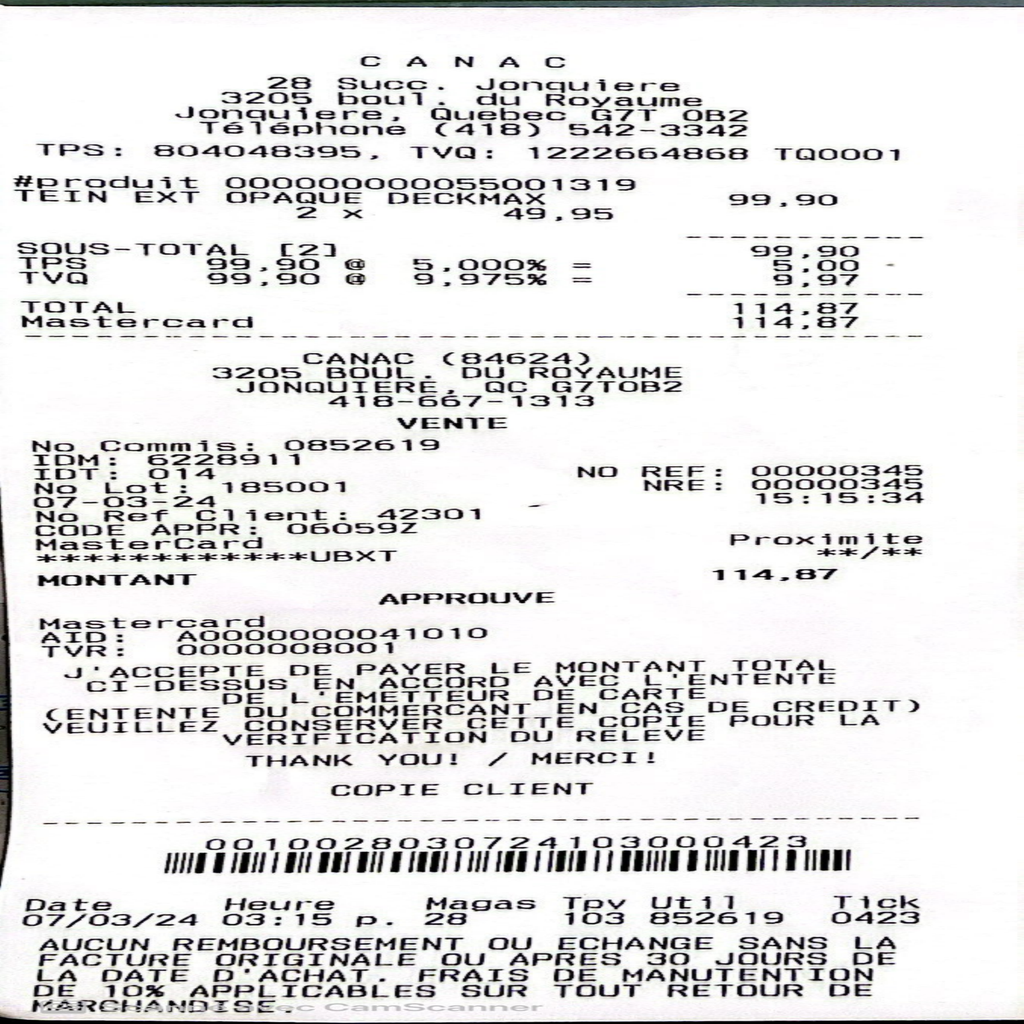 C A N A C
28 Succ. Jonquiere
3205 boul. du Royaume
Jonquiere, Quebec G7T 0B2
Téléphone (418) 542-3342
TPS: 804048395, TVQ: 1222664868 TQ0001
#produit 000000000055001319
TEIN EXT OPAQUE DECKMAX 99,90
2 x 49,95
SOUS-TOTAL [2] 99,90
TPS 99,90 @ 5,000% = 5,00
TVQ 99,90 @ 9,975% = 9,97
TOTAL 114,87
Mastercard 114,87
CANAC (84624)
3205 BOUL. DU ROYAUME
JONQUIERE, QC G7T0B2
418-667-1313
VENTE
No Commis: 0852619
IDM: 6228911
IDT: 014 NO REF: 00000345
No Lot: 185001 NRE: 00000345
07-03-24 15:15:34
No Ref Client: 42301
CODE APPR: 06059Z
MasterCard Proximite
************UBXT **/**
MONTANT 114,87
APPROUVE
Mastercard
AID: A0000000041010
TVR: 0000008001
J'ACCEPTE DE PAYER LE MONTANT TOTAL
CI-DESSUS EN ACCORD AVEC L'ENTENTE
DE L'EMETTEUR DE CARTE
(ENTENTE DU COMMERCANT EN CAS DE CREDIT)
VEUILLEZ CONSERVER CETTE COPIE POUR LA
VERIFICATION DU RELEVE
THANK YOU! / MERCI!
COPIE CLIENT
0010028030724103000423
Date Heure Magas Tpv Util Tick
07/03/24 03:15 p. 28 103 852619 0423
AUCUN REMBOURSEMENT OU ECHANGE SANS LA
FACTURE ORIGINALE OU APRES 30 JOURS DE
LA DATE D'ACHAT. FRAIS DE MANUTENTION
DE 10% APPLICABLES SUR TOUT RETOUR DE
MARCHANDISE.
CamScanner